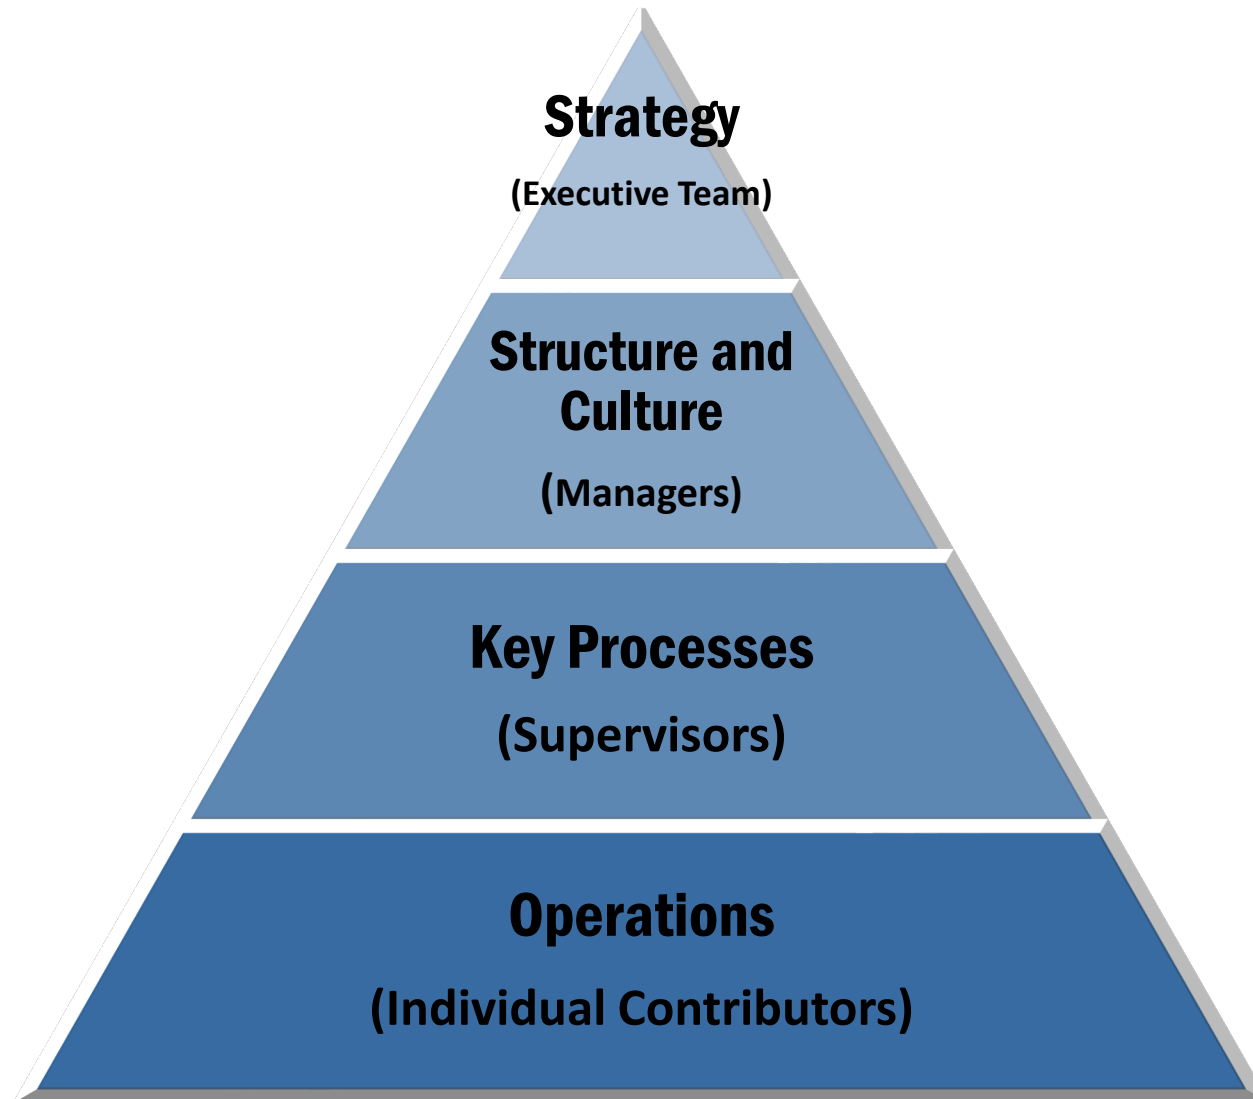 Strategy
(Executive Team)
Structure and
Culture
(Managers)
Key Processes
(Supervisors)
Operations
(Individual Contributors)